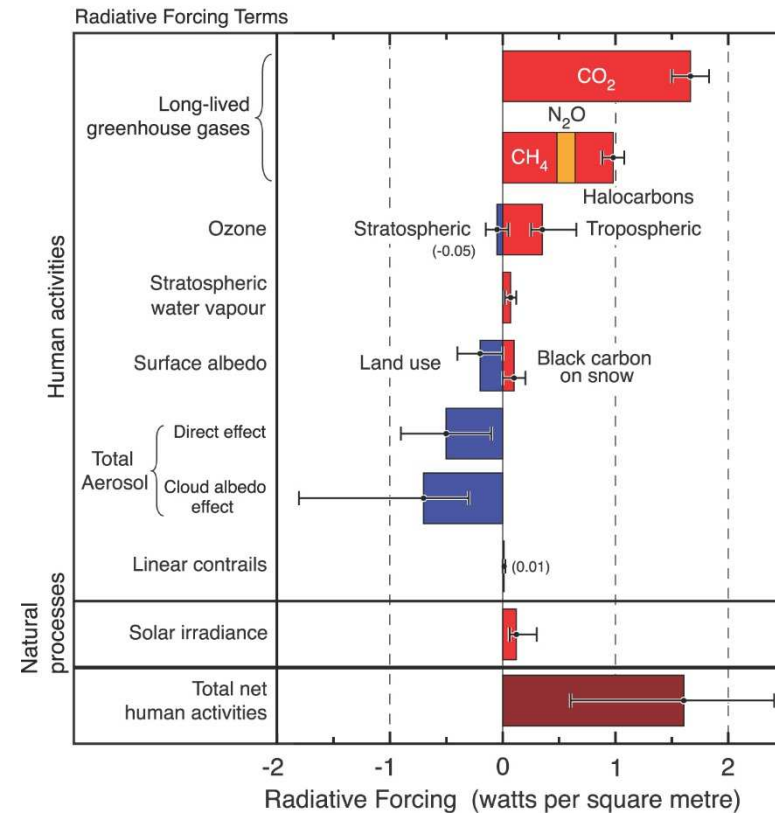 Radiative Forcing Terms
Human activities
Long-lived
greenhouse gases
CO₂
N₂O
CH₄
Halocarbons
Ozone
Stratospheric
(-0.05)
Tropospheric
Stratospheric
water vapour
Surface albedo
Land use
Black carbon
on snow
Total
Aerosol
Direct effect
Cloud albedo
effect
Linear contrails
(0.01)
Natural
processes
Solar irradiance
Total net
human activities
-2 -1 0 1 2
Radiative Forcing (watts per square metre)